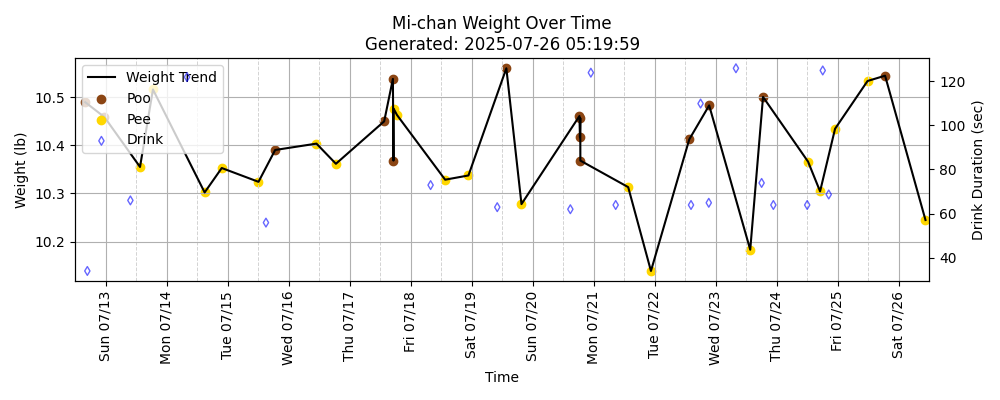 Mi-chan Weight Over Time
Generated: 2025-07-26 05:19:59
Weight Trend
Poo
Pee
Drink
Weight (lb)
10.5
10.4
10.3
10.2
Drink Duration (sec)
120
100
80
60
40
Sun 07/13
Mon 07/14
Tue 07/15
Wed 07/16
Thu 07/17
Fri 07/18
Sat 07/19
Sun 07/20
Mon 07/21
Tue 07/22
Wed 07/23
Thu 07/24
Fri 07/25
Sat 07/26
Time